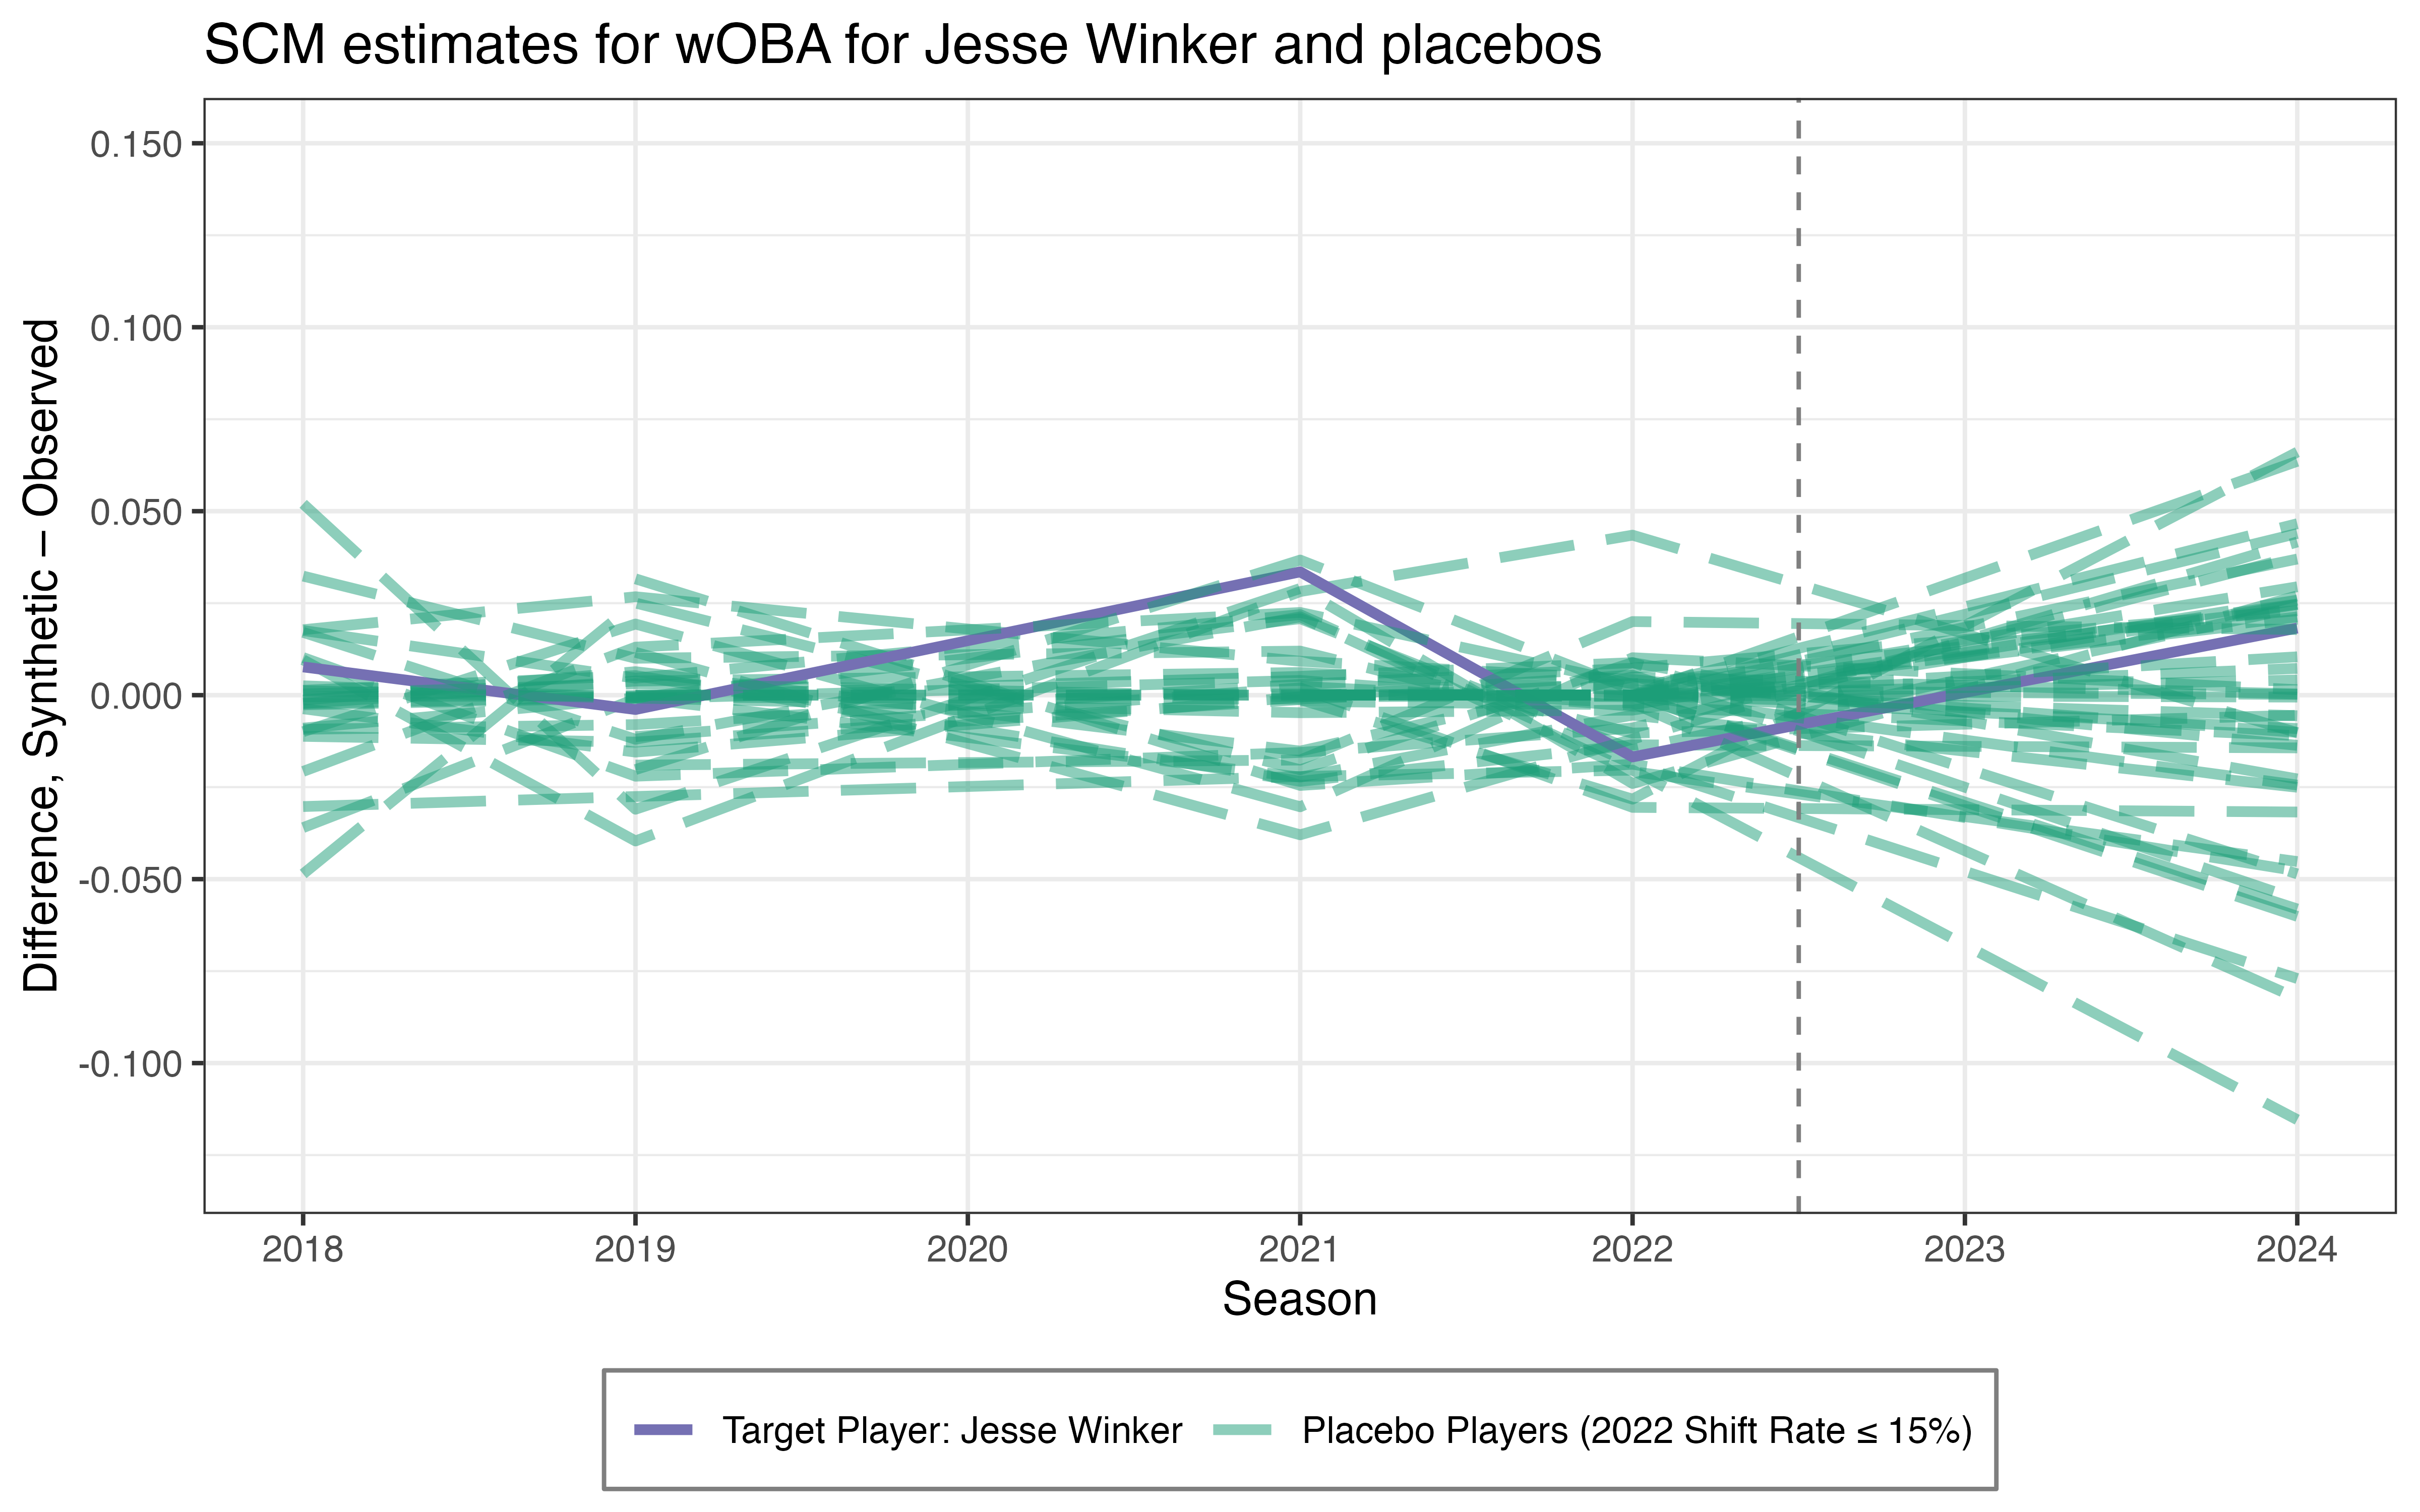 SCM estimates for wOBA for Jesse Winker and placebos
Difference, Synthetic − Observed
0.150
0.100
0.050
0.000
-0.050
-0.100
2018 2019 2020 2021 2022 2023 2024
Season
Target Player: Jesse Winker Placebo Players (2022 Shift Rate ≤ 15%)